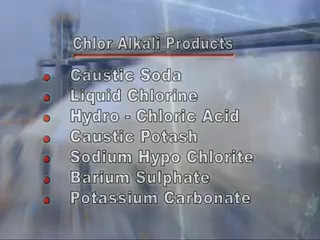 Chlor Alkali Products
Caustic Soda
Liquid Chlorine
Hydro - Chloric Acid
Caustic Potash
Sodium Hypo Chlorite
Barium Sulphate
Potassium Carbonate